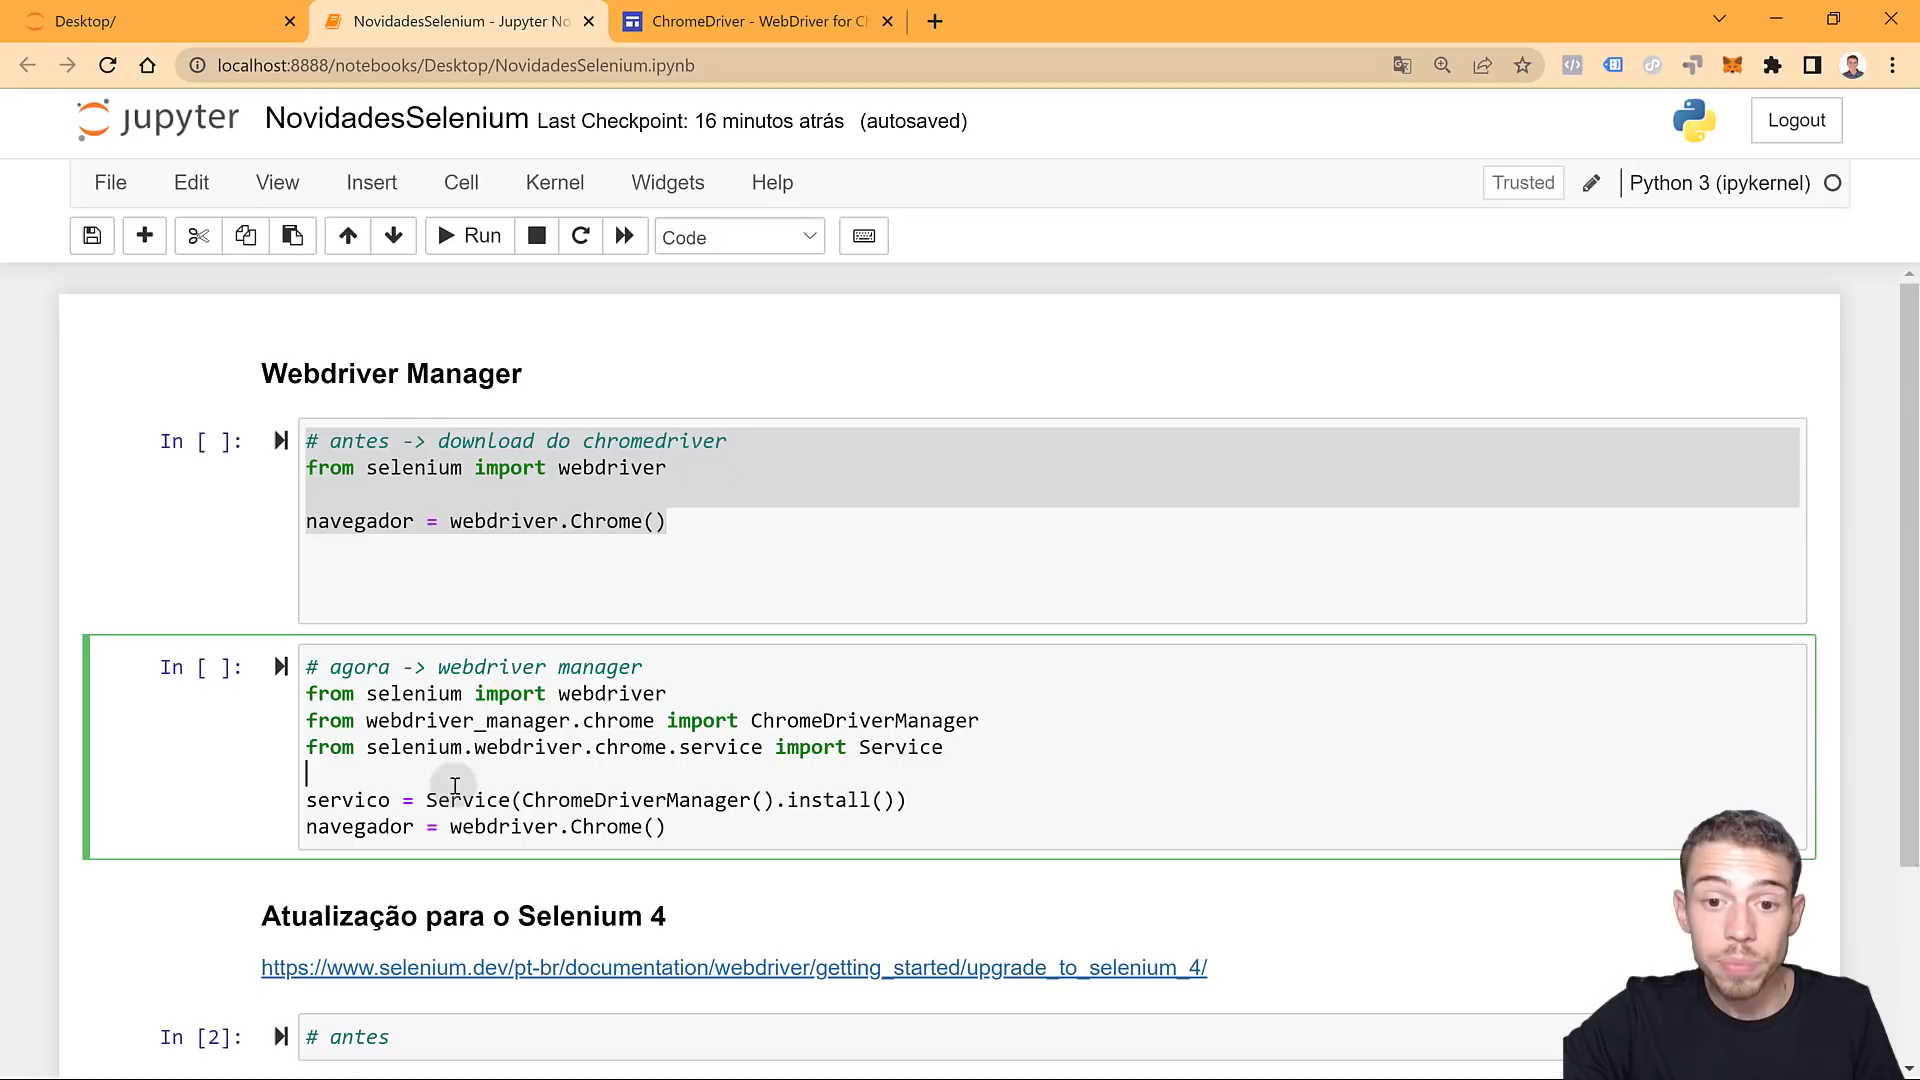 Desktop/
NovidadesSelenium - Jupyter No
ChromeDriver - WebDriver for Ch
localhost:8888/notebooks/Desktop/NovidadesSelenium.ipynb
jupyter NovidadesSelenium Last Checkpoint: 16 minutos atrás (autosaved)
Logout
File Edit View Insert Cell Kernel Widgets Help
Trusted Python 3 (ipykernel)
Run Code
Webdriver Manager
In [ ]: # antes -> download do chromedriver
from selenium import webdriver
navegador = webdriver.Chrome()
In [ ]: # agora -> webdriver manager
from selenium import webdriver
from webdriver_manager.chrome import ChromeDriverManager
from selenium.webdriver.chrome.service import Service
servico = Service(ChromeDriverManager().install())
navegador = webdriver.Chrome()
Atualização para o Selenium 4
https://www.selenium.dev/pt-br/documentation/webdriver/getting_started/upgrade_to_selenium_4/
In [2]: # antes